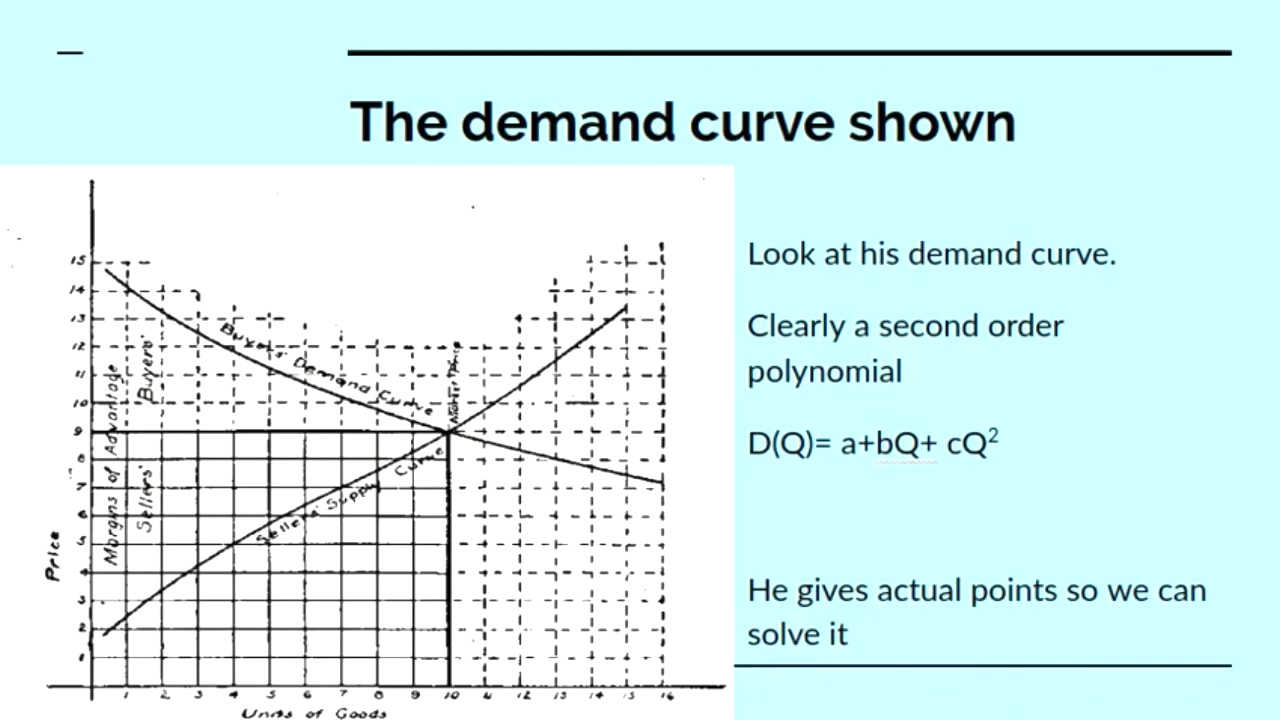 The demand curve shown
Look at his demand curve.
Clearly a second order
polynomial
D(Q)= a+bQ+ cQ²
He gives actual points so we can
solve it
15
14
13
12
11
10
9
8
7
6
5
4
3
2
1
Price
Margins of Advantage
Sellers' Buyers'
Buyers' Demand Curve
Market Price
Sellers' Supply Curve
1 2 3 4 5 6 7 8 9 10 11 12 13 14 15 16
Units of Goods